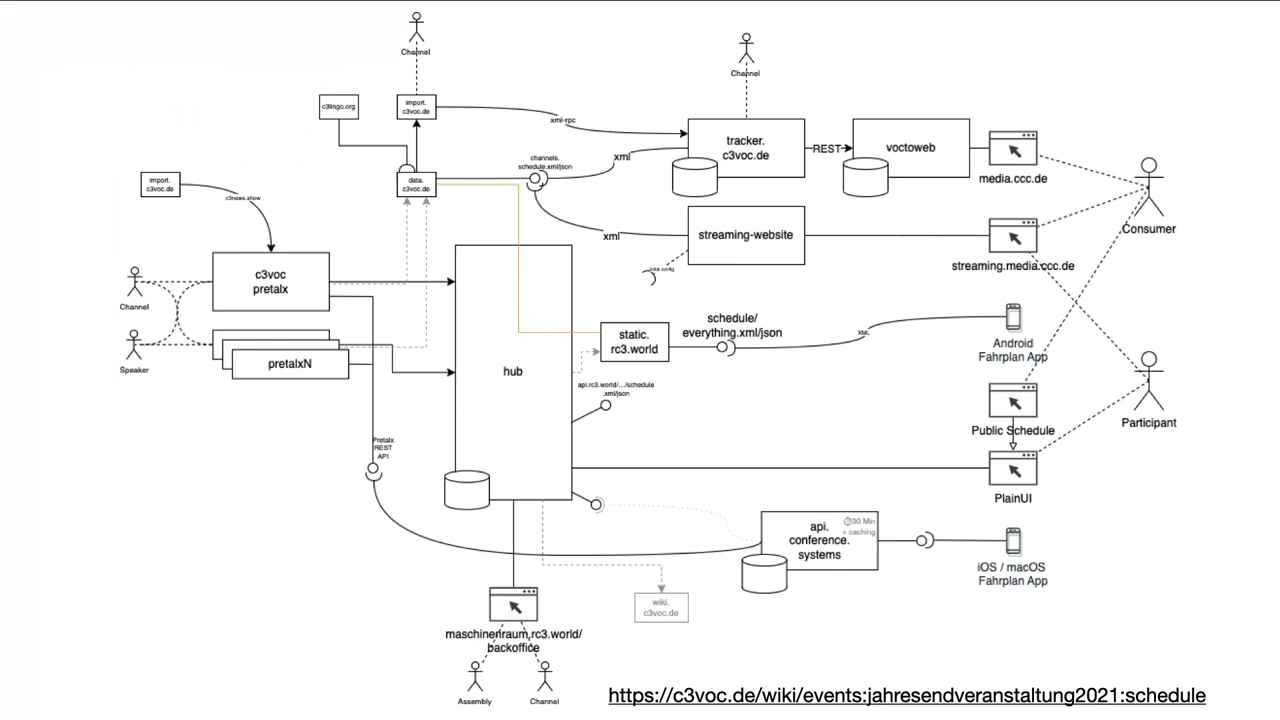 Channel
Channel
c3lingo.org
import.
c3voc.de
xml-rpc
tracker.
c3voc.de
REST
voctoweb
media.ccc.de
channels.
schedule.xml/json
xml
import.
c3voc.de
data.
c3voc.de
c3news.show
Consumer
xml
streaming-website
streaming.media.ccc.de
initial config
c3voc
pretalx
Channel
schedule/
everything.xml/json
static.
rc3.world
XML
Android
Fahrplan App
Speaker
pretalxN
hub
api.rc3.world/.../schedule
.xml/json
Participant
Public Schedule
Pretalx
REST
API
PlainUI
api.
conference.
systems
30 Min
+ caching
iOS / macOS
Fahrplan App
wiki.
c3voc.de
maschinenraum.rc3.world/
backoffice
Assembly
Channel
https://c3voc.de/wiki/events:jahresendveranstaltung2021:schedule